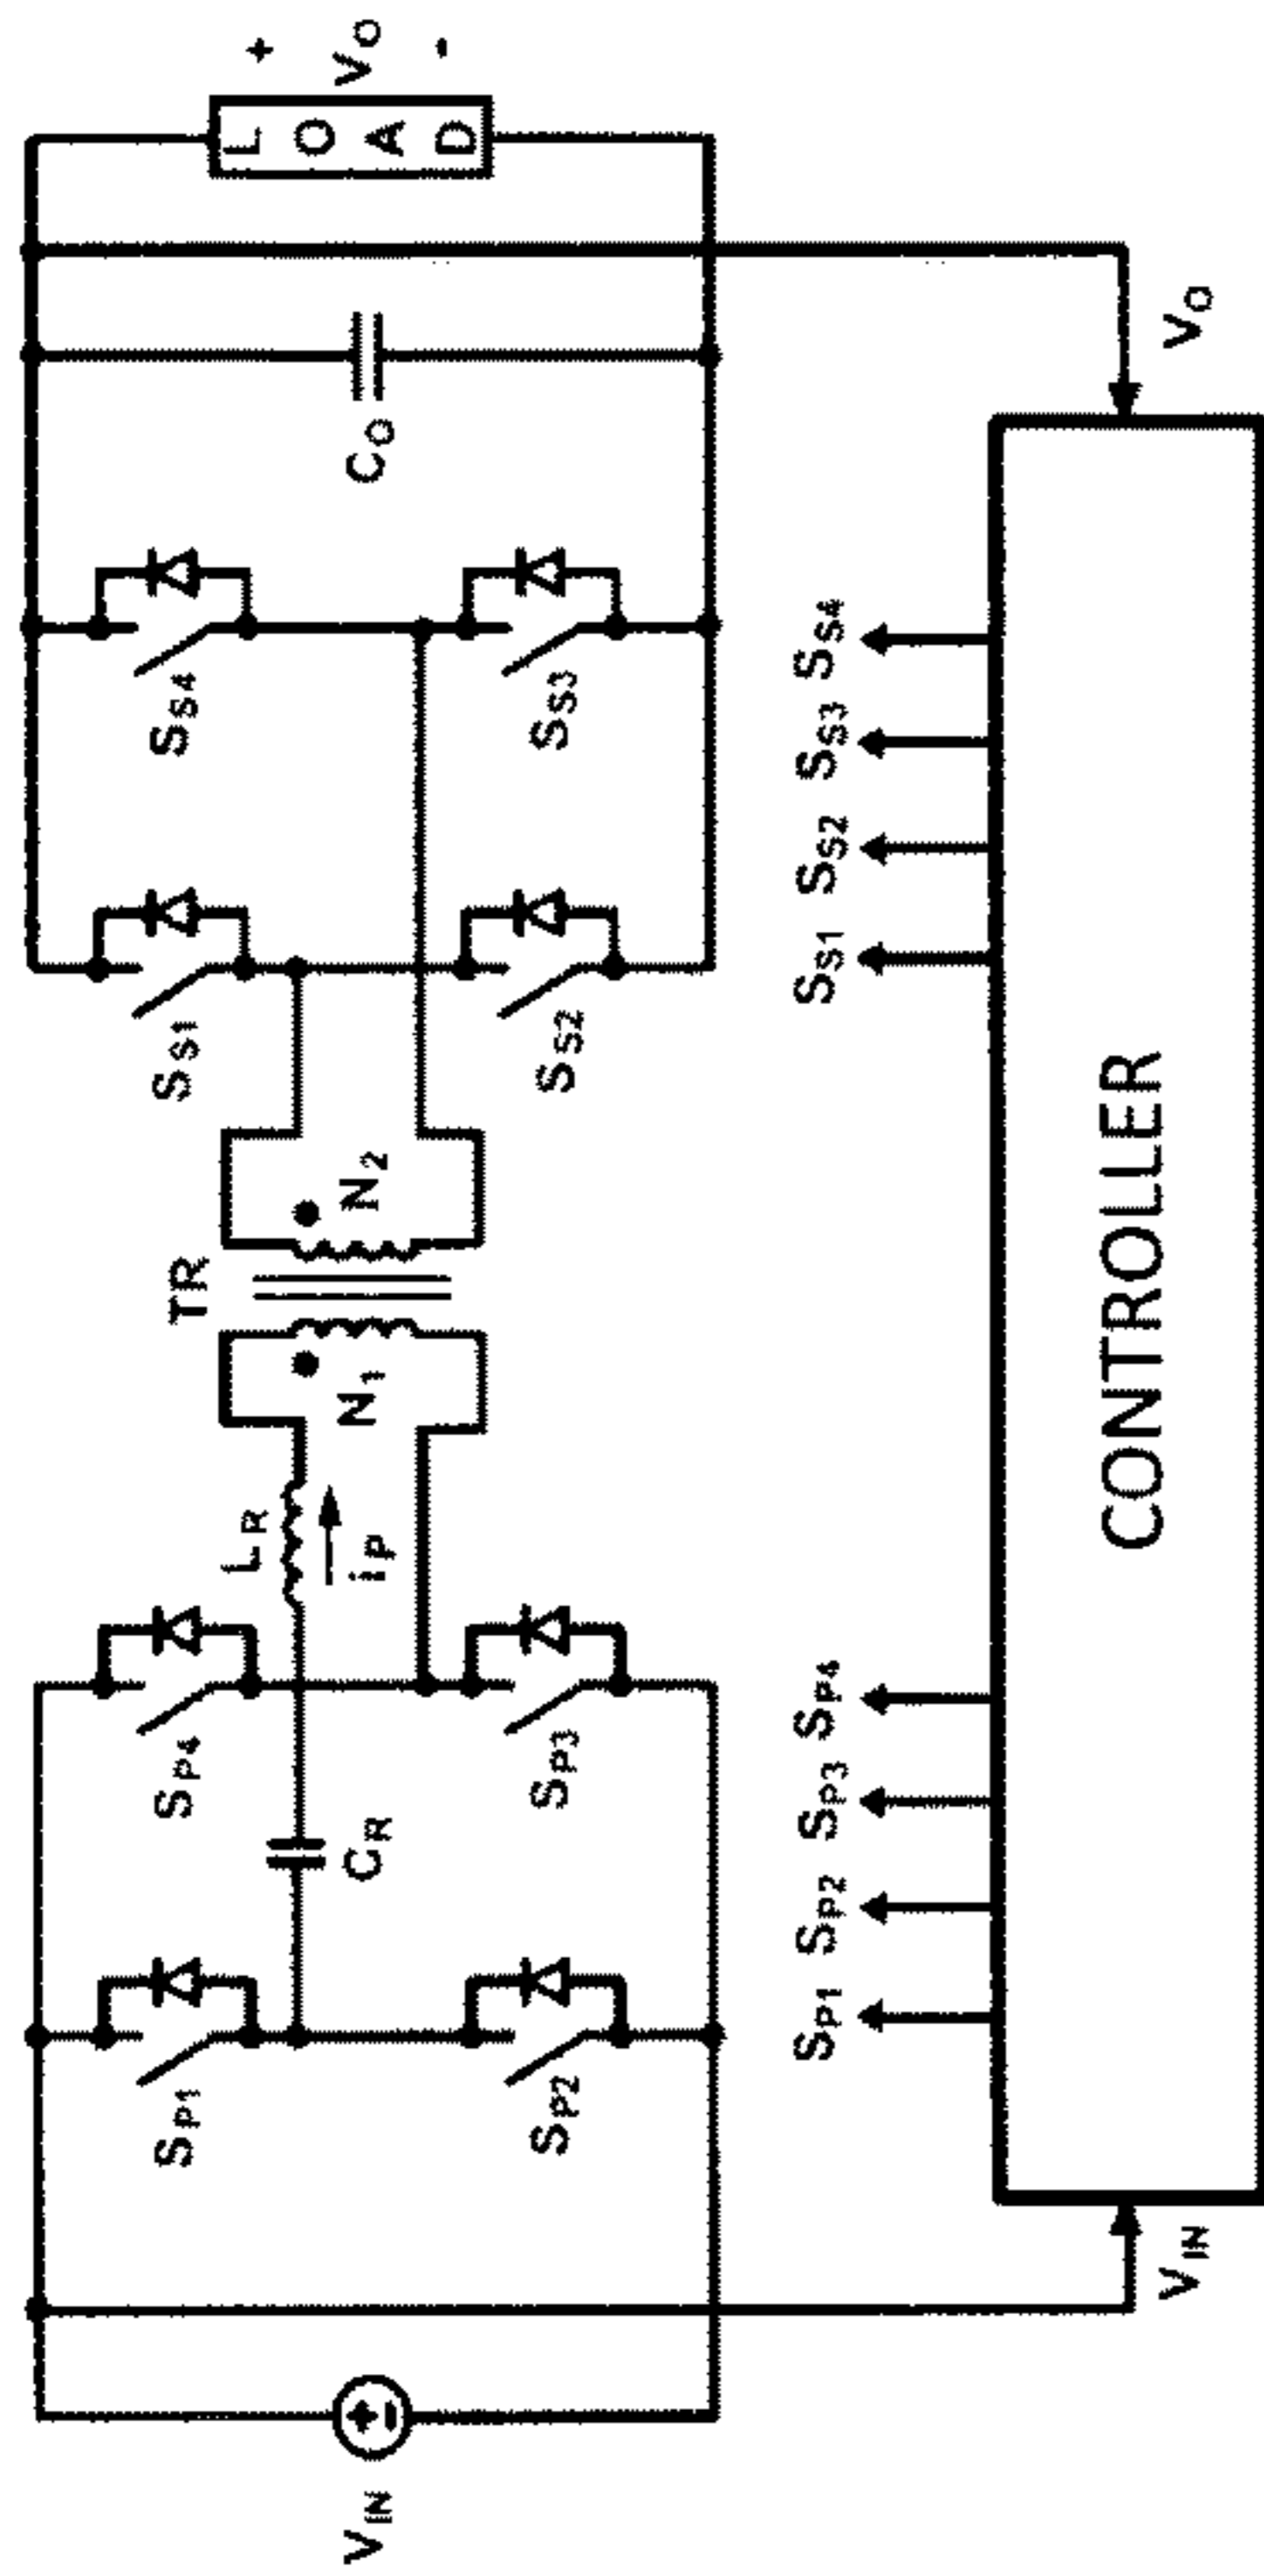 SP1
SP4
SS1
SS4
TR
LR
iP
N1
N2
CR
CO
VIN
+
-
LOAD
+
VO
-
SP2
SP3
SS2
SS3
SP1
SP2
SP3
SP4
SS1
SS2
SS3
SS4
VIN
CONTROLLER
VO